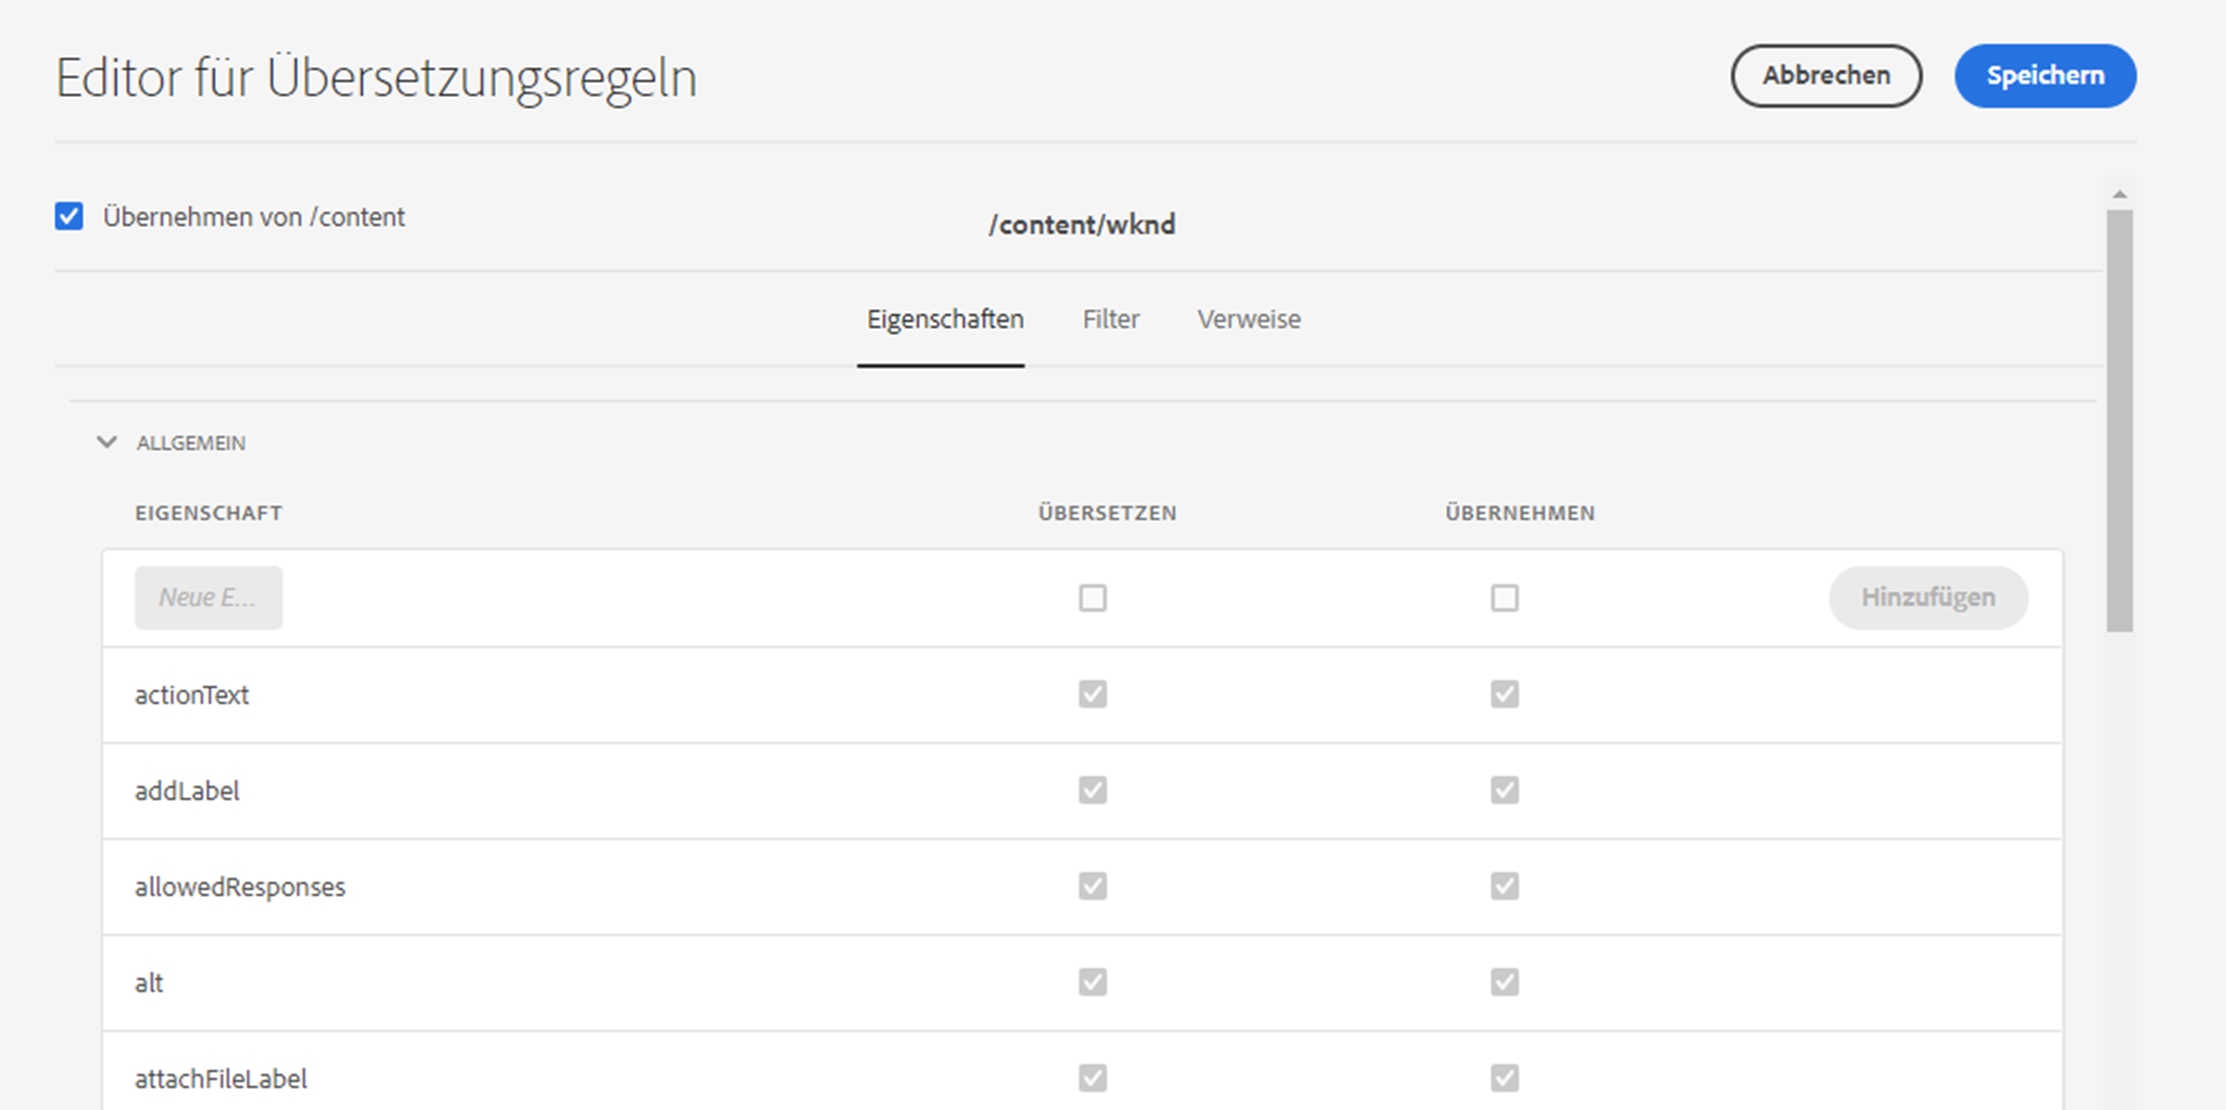 Editor für Übersetzungsregeln
Abbrechen
Speichern
Übernehmen von /content
/content/wknd
Eigenschaften
Filter
Verweise
ALLGEMEIN
EIGENSCHAFT
ÜBERSETZEN
ÜBERNEHMEN
Neue E...
Hinzufügen
actionText
addLabel
allowedResponses
alt
attachFileLabel